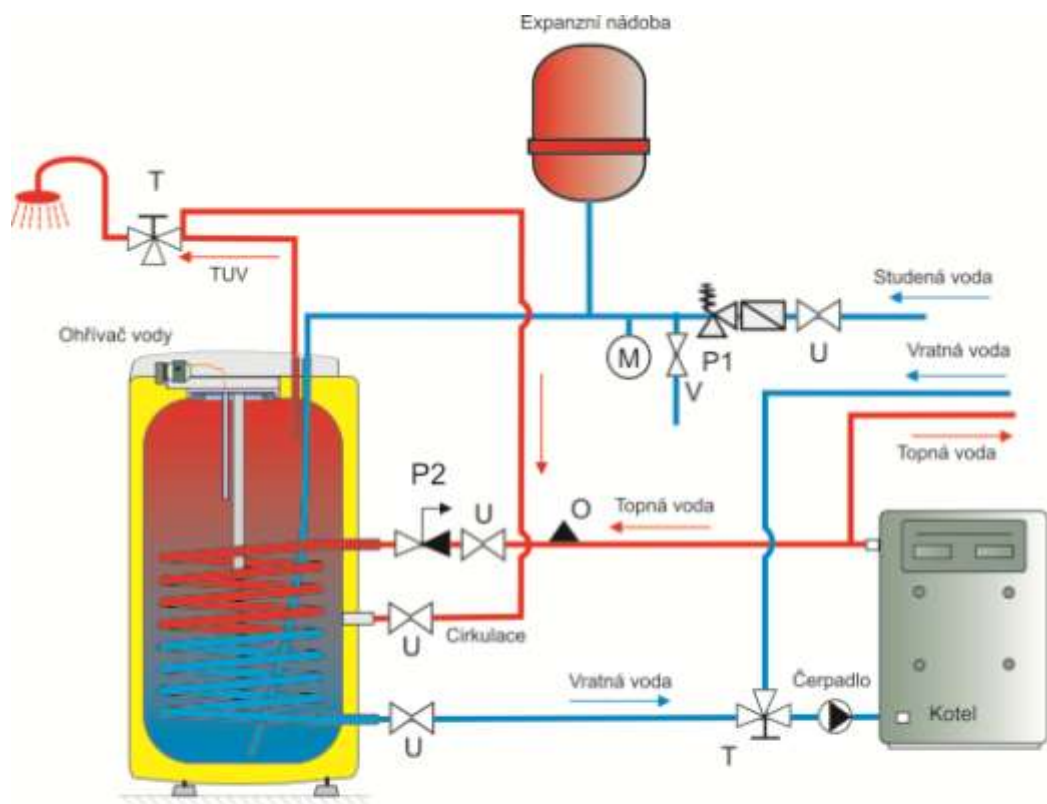 Expanzní nádoba
T
TUV
Studená voda
Ohřívač vody
M
V
P1
U
Vratná voda
Topná voda
P2
U
O
Topná voda
U
Cirkulace
Vratná voda
Čerpadlo
Kotel
U
T